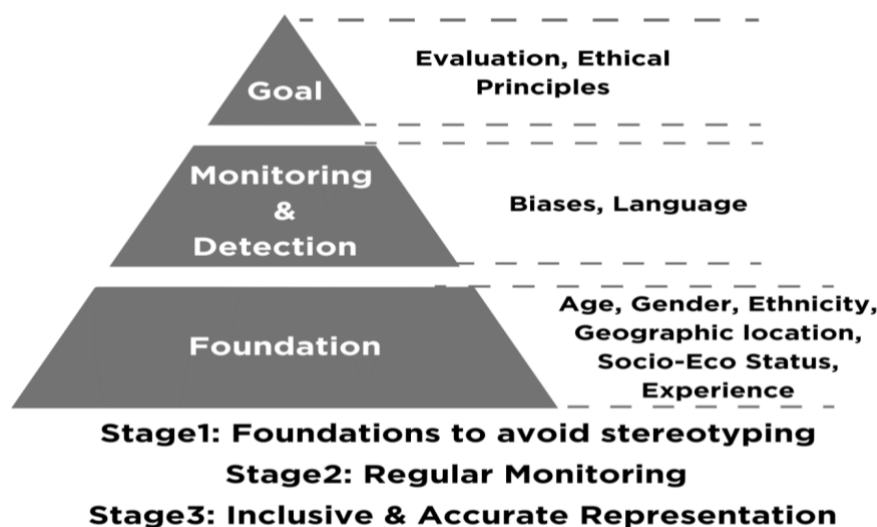 Goal
Evaluation, Ethical
Principles
Monitoring
&
Detection
Biases, Language
Foundation
Age, Gender, Ethnicity,
Geographic location,
Socio-Eco Status,
Experience
Stage1: Foundations to avoid stereotyping
Stage2: Regular Monitoring
Stage3: Inclusive & Accurate Representation